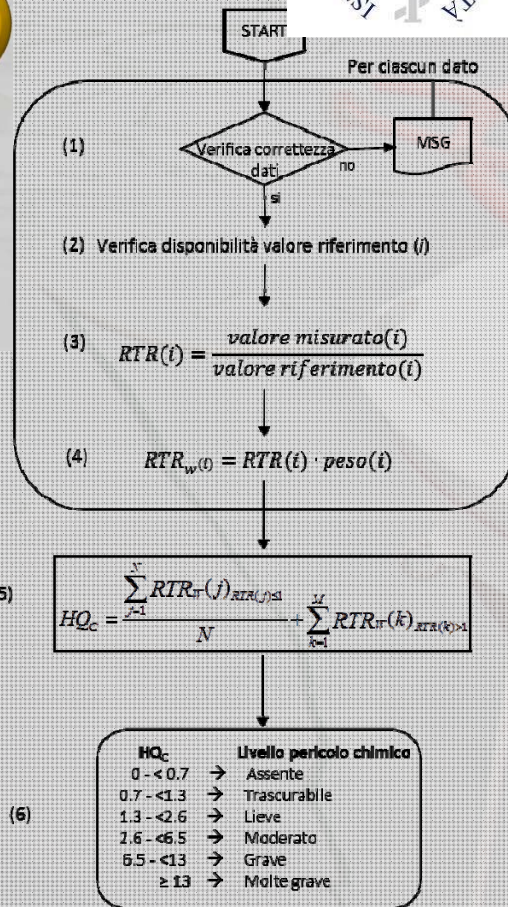 START
Per ciascun dato
(1) Verifica correttezza dati
no
MSG
si
(2) Verifica disponibilità valore riferimento (i)
(3) RTR(i) = valore misurato(i) / valore riferimento(i)
(4) RTR_w(i) = RTR(i) · peso(i)
5) HQ_C = ∑_{j=1}^{N} RTR_W(j)_{RTR(j)≤1} / N + ∑_{k=1}^{M} RTR_W(k)_{RTR(k)>1}
HQ_C Livello pericolo chimico
0 - < 0.7 → Assente
0.7 - <1.3 → Trascurabile
1.3 - <2.6 → Lieve
(6)
2.6 - <6.5 → Moderato
6.5 - <13 → Grave
≥ 13 → Molte grave